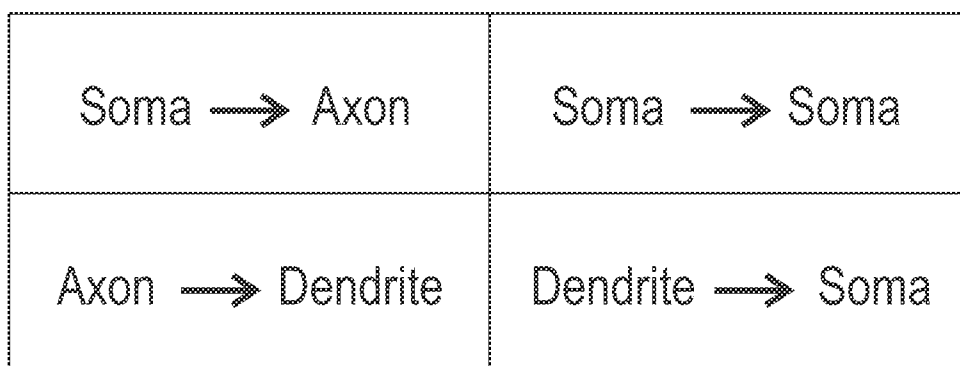 Soma → Axon
Soma → Soma
Axon → Dendrite
Dendrite → Soma